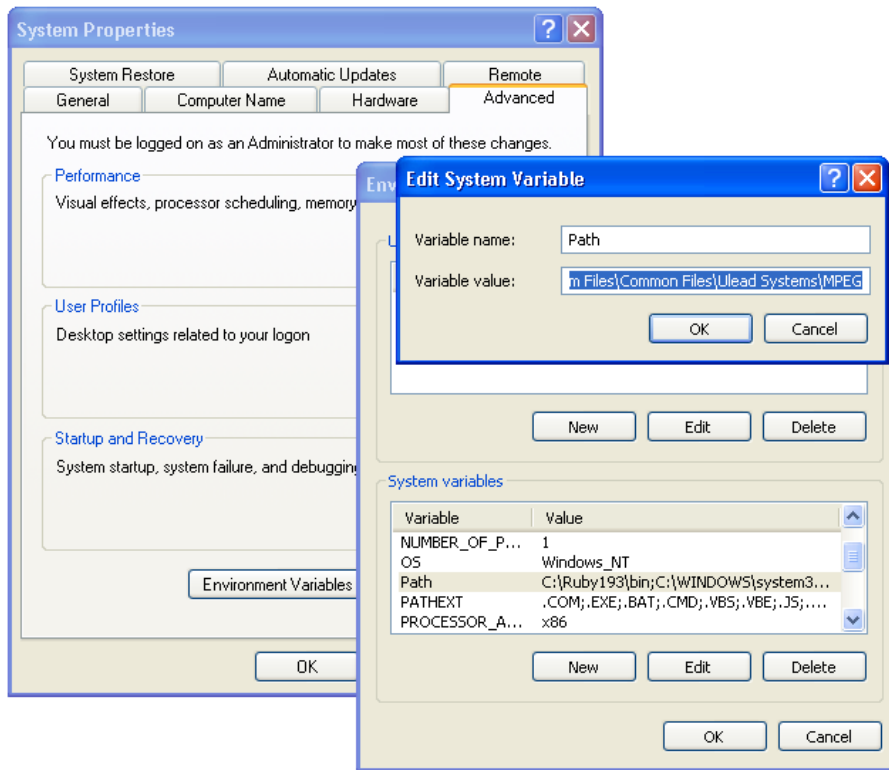 System Properties
System Restore
Automatic Updates
Remote
General
Computer Name
Hardware
Advanced
You must be logged on as an Administrator to make most of these changes.
Performance
Visual effects, processor scheduling, memory
User Profiles
Desktop settings related to your logon
Startup and Recovery
System startup, system failure, and debugging
Environment Variables
OK
Env
Edit System Variable
Variable name:
Path
Variable value:
m Files\Common Files\Ulead Systems\MPEG
OK
Cancel
New
Edit
Delete
System variables
Variable
Value
NUMBER_OF_P...
1
OS
Windows_NT
Path
C:\Ruby193\bin;C:\WINDOWS\system3...
PATHEXT
.COM;.EXE;.BAT;.CMD;.VBS;.VBE;.JS;....
PROCESSOR_A...
x86
New
Edit
Delete
OK
Cancel